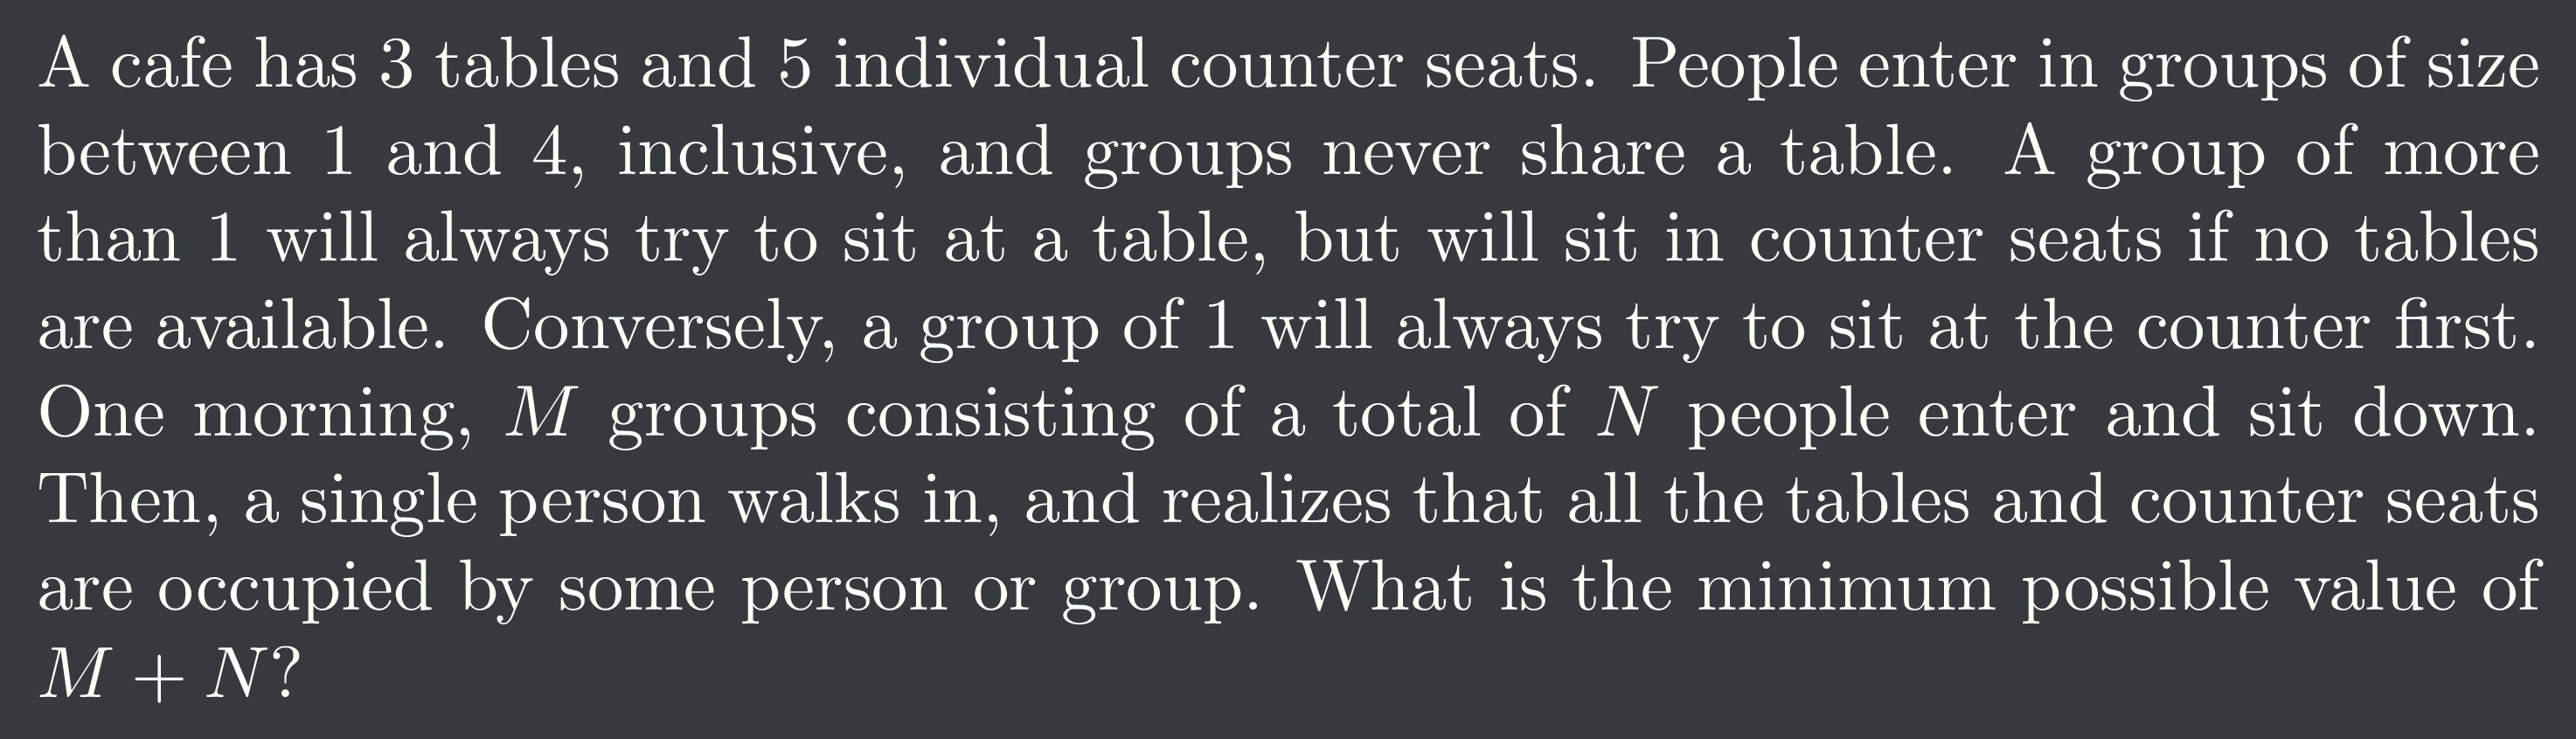 A cafe has 3 tables and 5 individual counter seats. People enter in groups of size
between 1 and 4, inclusive, and groups never share a table. A group of more
than 1 will always try to sit at a table, but will sit in counter seats if no tables
are available. Conversely, a group of 1 will always try to sit at the counter first.
One morning, M groups consisting of a total of N people enter and sit down.
Then, a single person walks in, and realizes that all the tables and counter seats
are occupied by some person or group. What is the minimum possible value of
M + N?